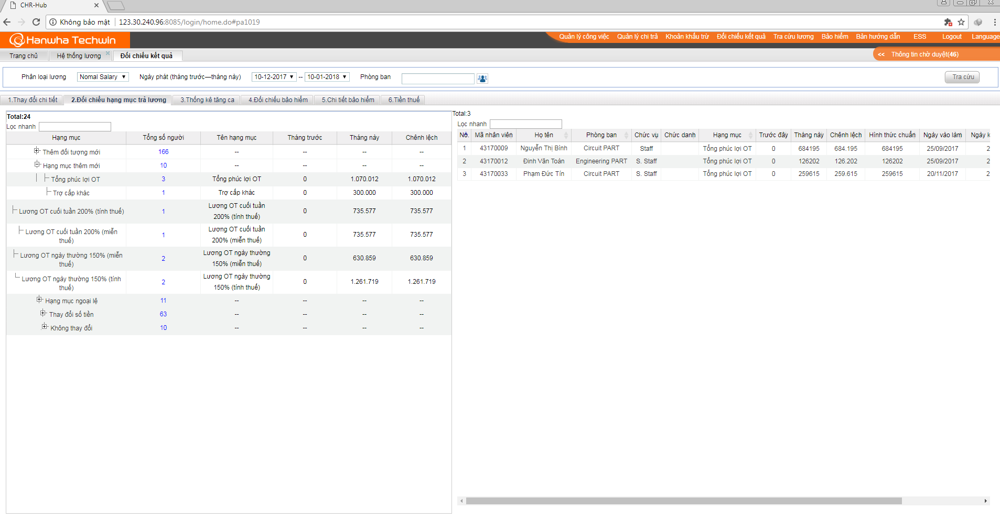 CHR-Hub
Không bảo mật 123.30.240.96:8085/login/home.do#pa1019
Hanwha Techwin
Quản lý công việc Quản lý chi trả Khoản khấu trừ Đối chiếu kết quả Tra cứu lương Bảo hiểm Bản hướng dẫn ESS Logout Language
Trang chủ Hệ thống lương Đối chiếu kết quả
<< Thông tin chờ duyệt(46)
Phân loại lương Nomal Salary Ngày phát (tháng trước—tháng này) 10-12-2017 -- 10-01-2018 Phòng ban Tra cứu
1.Thay đổi chi tiết 2.Đối chiếu hạng mục trả lương 3.Thống kê tăng ca 4.Đối chiếu bảo hiểm 5.Chi tiết bảo hiểm 6.Tiền thuế
Total:24
Lọc nhanh
Hạng mục Tổng số người Tên hạng mục Tháng trước Tháng này Chênh lệch
Thêm đối tượng mới 166 -- -- -- --
Hạng mục thêm mới 10 -- -- -- --
Tổng phúc lợi OT 3 Tổng phúc lợi OT 0 1.070.012 1.070.012
Trợ cấp khác 1 Trợ cấp khác 0 300.000 300.000
Lương OT cuối tuần 200% (tính thuế) 1 Lương OT cuối tuần 0 735.577 735.577
200% (tính thuế)
Lương OT cuối tuần 200% (miễn 1 Lương OT cuối tuần 0 735.577 735.577
thuế) 200% (miễn thuế)
Lương OT ngày thường 150% (miễn 2 Lương OT ngày thường 0 630.859 630.859
thuế) 150% (miễn thuế)
Lương OT ngày thường 150% (tính 2 Lương OT ngày thường 0 1.261.719 1.261.719
thuế) 150% (tính thuế)
Hạng mục ngoại lệ 11 -- -- -- --
Thay đổi số tiền 63 -- -- -- --
Không thay đổi 10 -- -- -- --
Total:3
Lọc nhanh
No. Mã nhân viên Họ tên Phòng ban Chức vụ Chức danh Hạng mục Trước đây Tháng này Chênh lệch Hình thức chuẩn Ngày vào làm Ngày k
1 43170009 Nguyễn Thị Bình Circuit PART Staff Tổng phúc lợi OT 0 684195 684.195 684195 25/09/2017 2
2 43170012 Đinh Văn Toản Engineering PART S. Staff Tổng phúc lợi OT 0 126202 126.202 126202 25/09/2017 2
3 43170033 Phạm Đức Tín Circuit PART S. Staff Tổng phúc lợi OT 0 259615 259.615 259615 20/11/2017 2